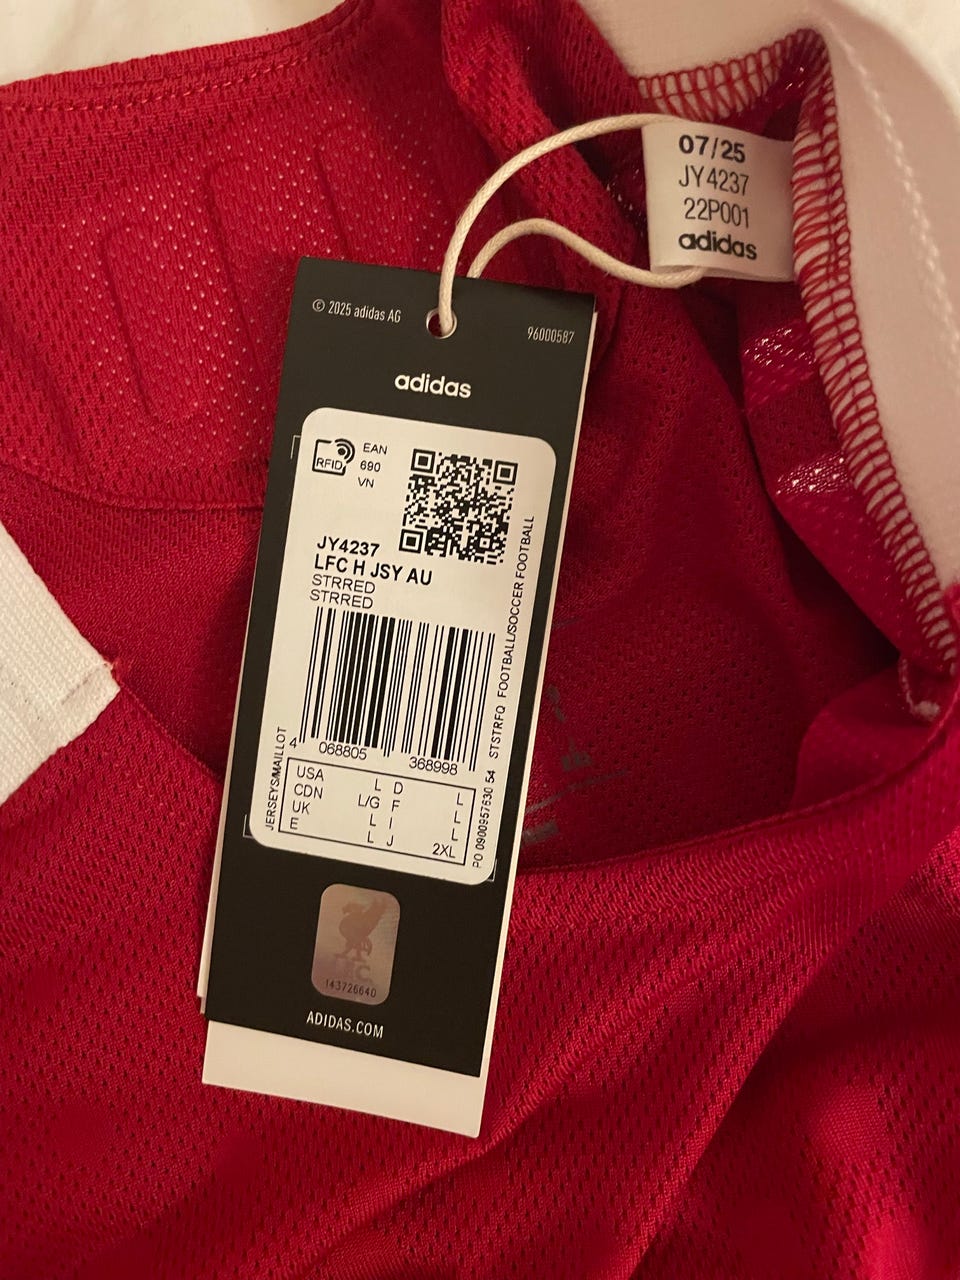 07/25
JY4237
22P001
adidas
© 2025 adidas AG
96000587
adidas
RFID
EAN
690
VN
JY4237
LFC H JSY AU
STRRED
STRRED
4 068805 368998
JERSEYS/MAILLOT
USA L D L
CDN L/G F L
UK L I L
E L J 2XL
PO 0900957630 54 STSTRFQ FOOTBALL/SOCCER FOOTBALL
LFC
143726640
ADIDAS.COM